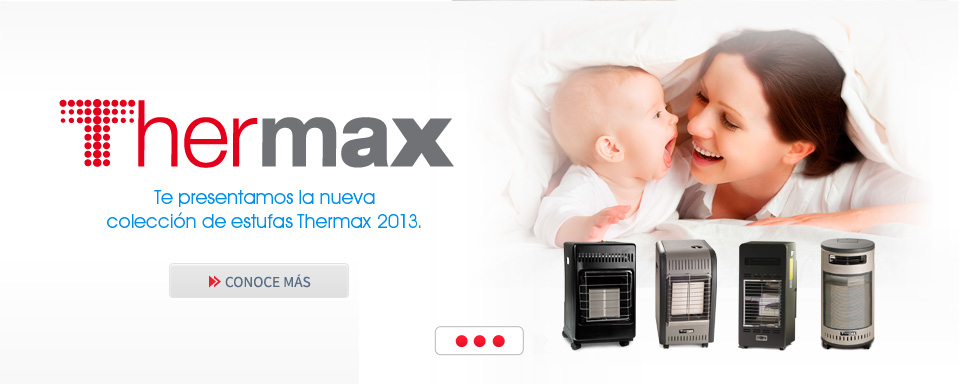 Thermax
Te presentamos la nueva
colección de estufas Thermax 2013.
CONOCE MÁS